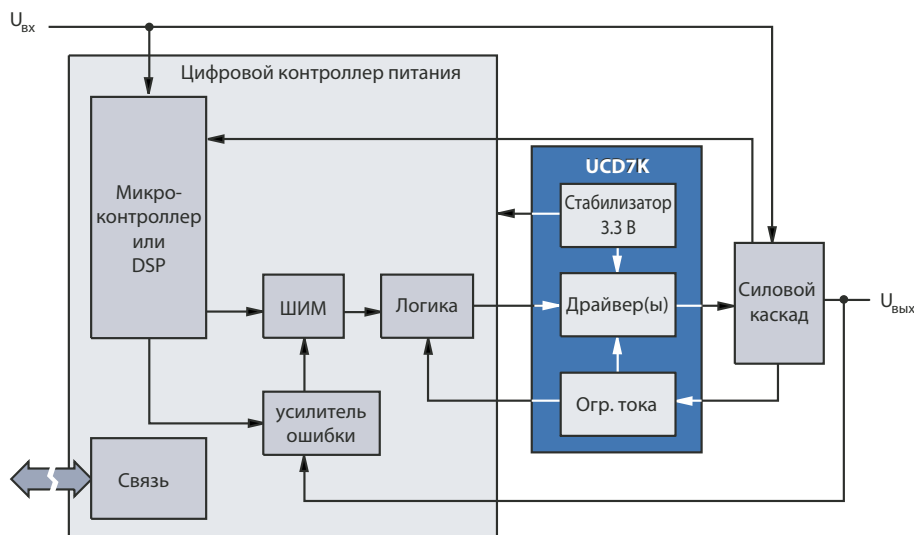 Uвх
Цифровой контроллер питания
Микро-
контроллер
или
DSP
UCD7K
Стабилизатор
3.3 В
ШИМ
Логика
Драйвер(ы)
Силовой
каскад
Uвых
усилитель
ошибки
Огр. тока
Связь